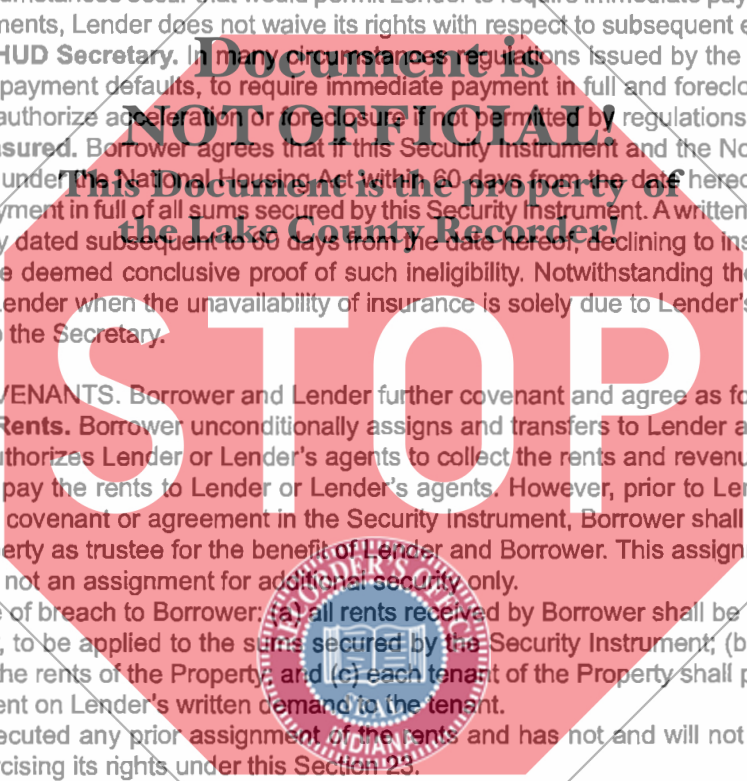 ments, Lender does not waive its rights with respect to subsequent e
HUD Secretary. In many circumstances regulations issued by the
payment defaults, to require immediate payment in full and foreclo
authorize acceleration or foreclosure if not permitted by regulations
sured. Borrower agrees that if this Security Instrument and the No
under the National Housing Act within 60 days from the date hereo
yment in full of all sums secured by this Security Instrument. A written
y dated subsequent to 60 days from the date hereof, declining to ins
e deemed conclusive proof of such ineligibility. Notwithstanding the
ender when the unavailability of insurance is solely due to Lender's
o the Secretary.
Document is
NOT OFFICIAL!
This Document is the property of
the Lake County Recorder!
STOP
VENANTS. Borrower and Lender further covenant and agree as fo
Rents. Borrower unconditionally assigns and transfers to Lender a
uthorizes Lender or Lender's agents to collect the rents and revenu
pay the rents to Lender or Lender's agents. However, prior to Len
covenant or agreement in the Security Instrument, Borrower shall
erty as trustee for the benefit of Lender and Borrower. This assign
not an assignment for additional security only.
e of breach to Borrower: (a) all rents received by Borrower shall be
, to be applied to the sums secured by the Security Instrument; (b
he rents of the Property; and (c) each tenant of the Property shall p
ent on Lender's written demand to the tenant.
ecuted any prior assignment of the rents and has not and will not
rcising its rights under this Section 23.
RECORDER'S OFFICE
SEAL
INDIANA